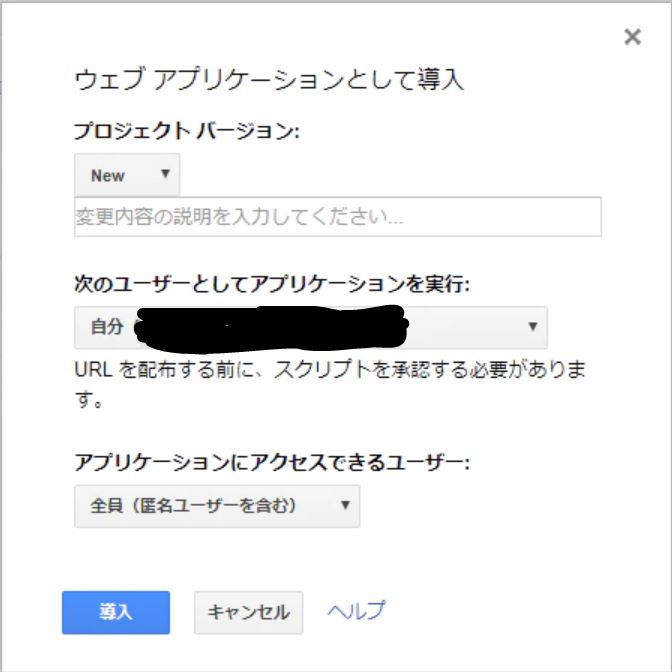 ウェブ アプリケーションとして導入
プロジェクト バージョン:
New
変更内容の説明を入力してください...
次のユーザーとしてアプリケーションを実行:
自分
URL を配布する前に、スクリプトを承認する必要がありま
す。
アプリケーションにアクセスできるユーザー:
全員（匿名ユーザーを含む）
導入 キャンセル ヘルプ